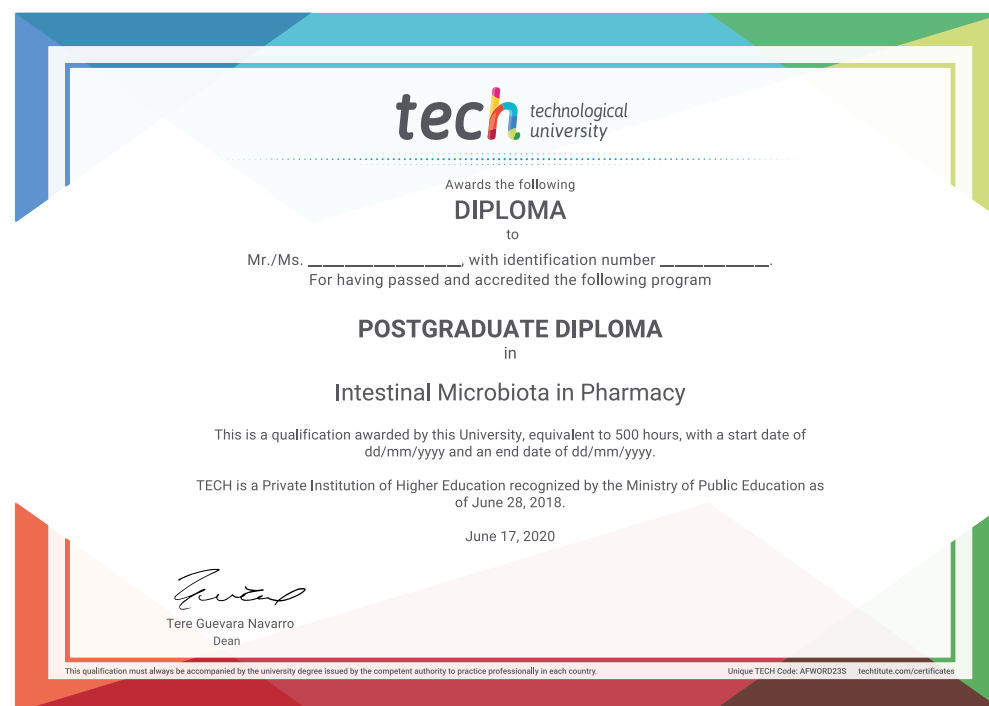 tech technological
university
Awards the following
DIPLOMA
to
Mr./Ms. ____________________, with identification number ______________.
For having passed and accredited the following program
POSTGRADUATE DIPLOMA
in
Intestinal Microbiota in Pharmacy
This is a qualification awarded by this University, equivalent to 500 hours, with a start date of
dd/mm/yyyy and an end date of dd/mm/yyyy.
TECH is a Private Institution of Higher Education recognized by the Ministry of Public Education as
of June 28, 2018.
June 17, 2020
Tere Guevara Navarro
Dean
This qualification must always be accompanied by the university degree issued by the competent authority to practice professionally in each country. Unique TECH Code: AFWORD23S techtitute.com/certificates